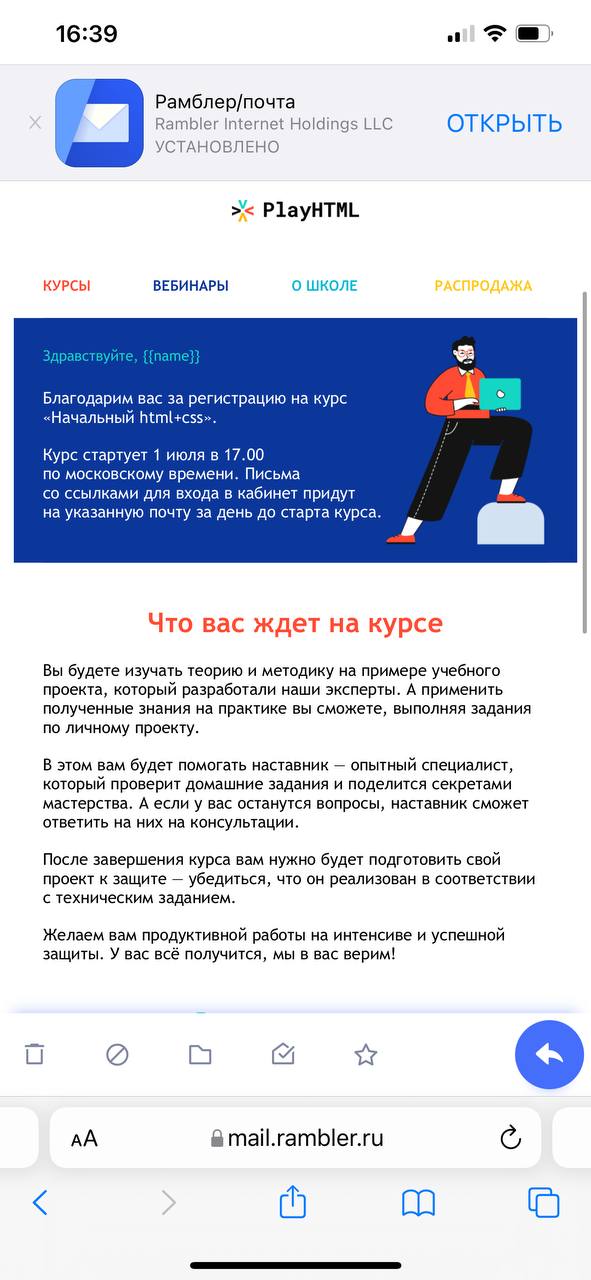 16:39
Рамблер/почта
Rambler Internet Holdings LLC
УСТАНОВЛЕНО
ОТКРЫТЬ
PlayHTML
КУРСЫ ВЕБИНАРЫ О ШКОЛЕ РАСПРОДАЖА
Здравствуйте, {{name}}
Благодарим вас за регистрацию на курс
«Начальный html+css».
Курс стартует 1 июля в 17.00
по московскому времени. Письма
со ссылками для входа в кабинет придут
на указанную почту за день до старта курса.
Что вас ждет на курсе
Вы будете изучать теорию и методику на примере учебного
проекта, который разработали наши эксперты. А применить
полученные знания на практике вы сможете, выполняя задания
по личному проекту.
В этом вам будет помогать наставник — опытный специалист,
который проверит домашние задания и поделится секретами
мастерства. А если у вас останутся вопросы, наставник сможет
ответить на них на консультации.
После завершения курса вам нужно будет подготовить свой
проект к защите — убедиться, что он реализован в соответствии
с техническим заданием.
Желаем вам продуктивной работы на интенсиве и успешной
защиты. У вас всё получится, мы в вас верим!
АА mail.rambler.ru